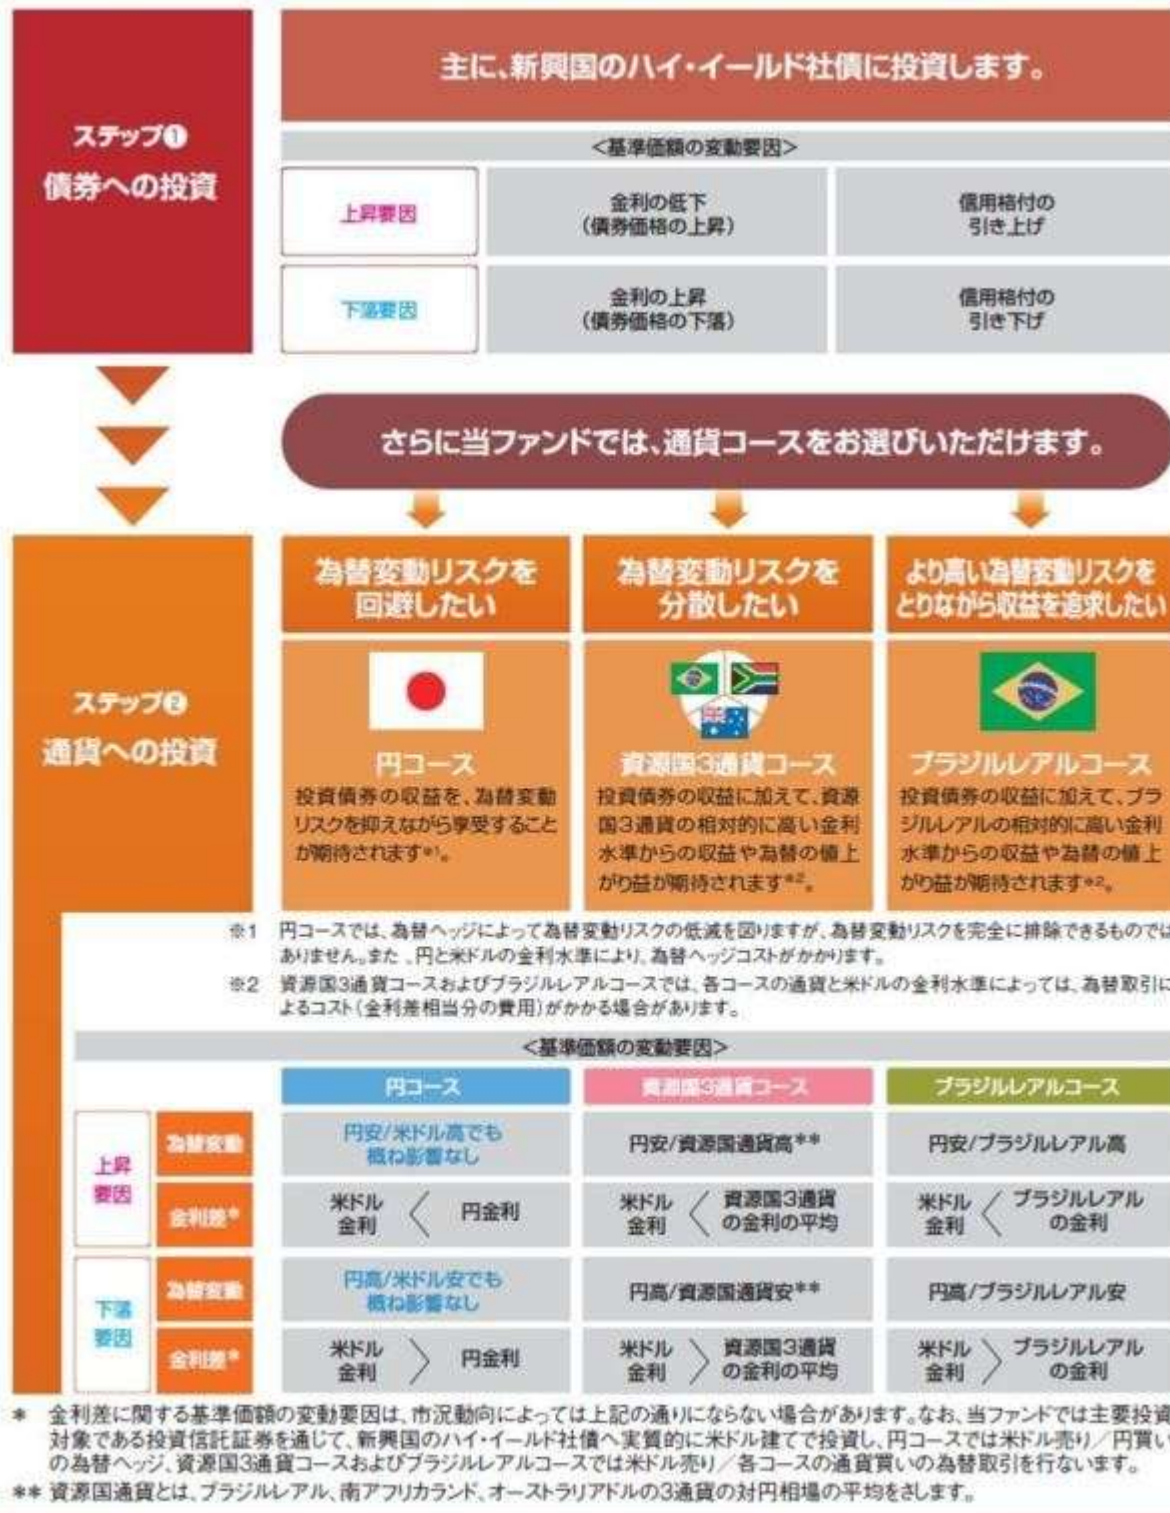 主に、新興国のハイ・イールド社債に投資します。
ステップ❶
債券への投資
<基準価額の変動要因>
上昇要因
金利の低下
(債券価格の上昇)
信用格付の
引き上げ
下落要因
金利の上昇
(債券価格の下落)
信用格付の
引き下げ
さらに当ファンドでは、通貨コースをお選びいただけます。
ステップ❷
通貨への投資
為替変動リスクを
回避したい
円コース
投資債券の収益を、為替変動
リスクを抑えながら享受すること
が期待されます※1。
為替変動リスクを
分散したい
資源国3通貨コース
投資債券の収益に加えて、資源
国3通貨の相対的に高い金利
水準からの収益や為替の値上
がり益が期待されます※2。
より高い為替変動リスクを
とりながら収益を追求したい
ブラジルレアルコース
投資債券の収益に加えて、ブラ
ジルレアルの相対的に高い金利
水準からの収益や為替の値上
がり益が期待されます※2。
※1 円コースでは、為替ヘッジによって為替変動リスクの低減を図りますが、為替変動リスクを完全に排除できるものでは
ありません。また、円と米ドルの金利水準により、為替ヘッジコストがかかります。
※2 資源国3通貨コースおよびブラジルレアルコースでは、各コースの通貨と米ドルの金利水準によっては、為替取引に
よるコスト(金利差相当分の費用)がかかる場合があります。
<基準価額の変動要因>
円コース
資源国3通貨コース
ブラジルレアルコース
上昇
要因
為替変動
円安/米ドル高でも
概ね影響なし
円安/資源国通貨高**
円安/ブラジルレアル高
金利差*
米ドル
金利
<
円金利
米ドル
金利
<
資源国3通貨
の金利の平均
米ドル
金利
<
ブラジルレアル
の金利
下落
要因
為替変動
円高/米ドル安でも
概ね影響なし
円高/資源国通貨安**
円高/ブラジルレアル安
金利差*
米ドル
金利
>
円金利
米ドル
金利
>
資源国3通貨
の金利の平均
米ドル
金利
>
ブラジルレアル
の金利
* 金利差に関する基準価額の変動要因は、市況動向によっては上記の通りにならない場合があります。なお、当ファンドでは主要投資
対象である投資信託証券を通じて、新興国のハイ・イールド社債へ実質的に米ドル建てで投資し、円コースでは米ドル売り/円買い
の為替ヘッジ、資源国3通貨コースおよびブラジルレアルコースでは米ドル売り/各コースの通貨買いの為替取引を行ないます。
** 資源国通貨とは、ブラジルレアル、南アフリカランド、オーストラリアドルの3通貨の対円相場の平均をさします。